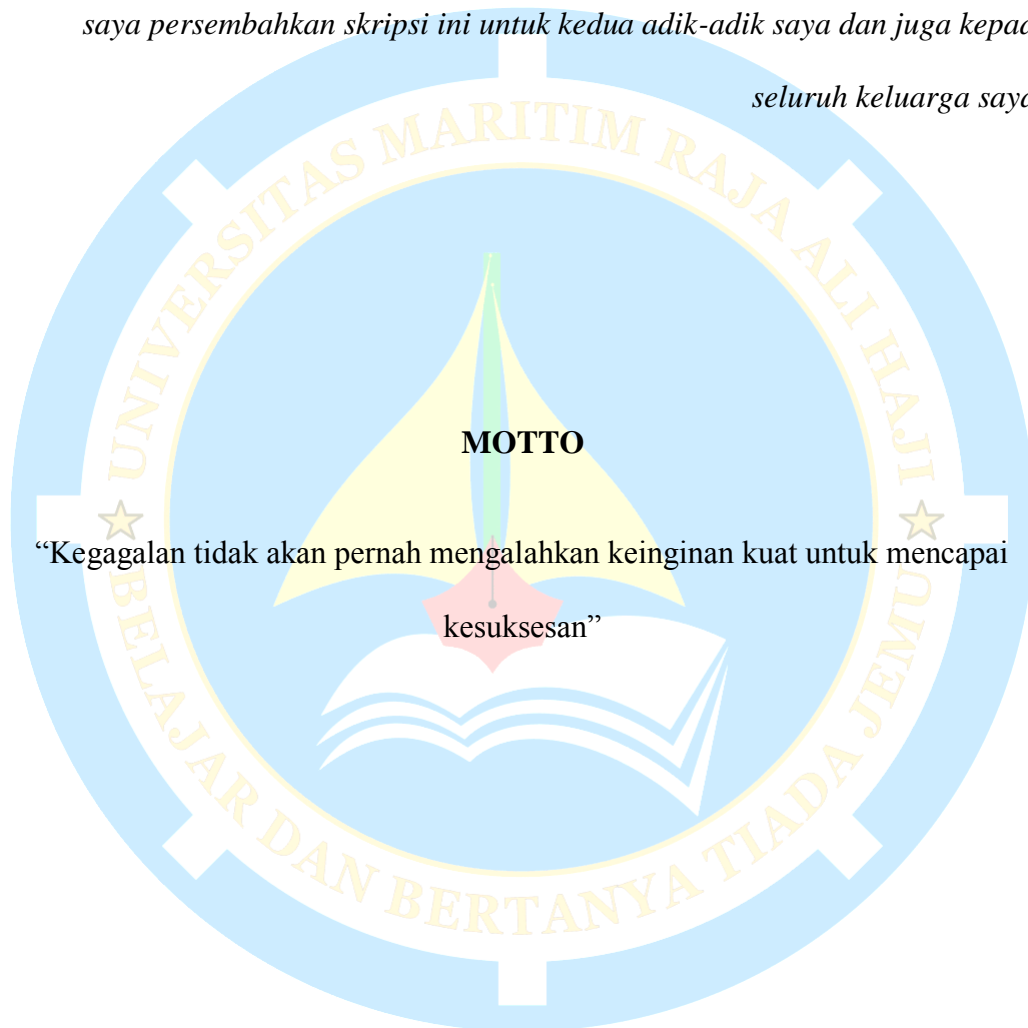 saya persembahkan skripsi ini untuk kedua adik-adik saya dan juga kepad
seluruh keluarga saya
UNIVERSITAS MARITIM RAJA ALI HAJI
MOTTO
“Kegagalan tidak akan pernah mengalahkan keinginan kuat untuk mencapai
kesuksesan”
BELAJAR DAN BERTANYA TIADA JEMU